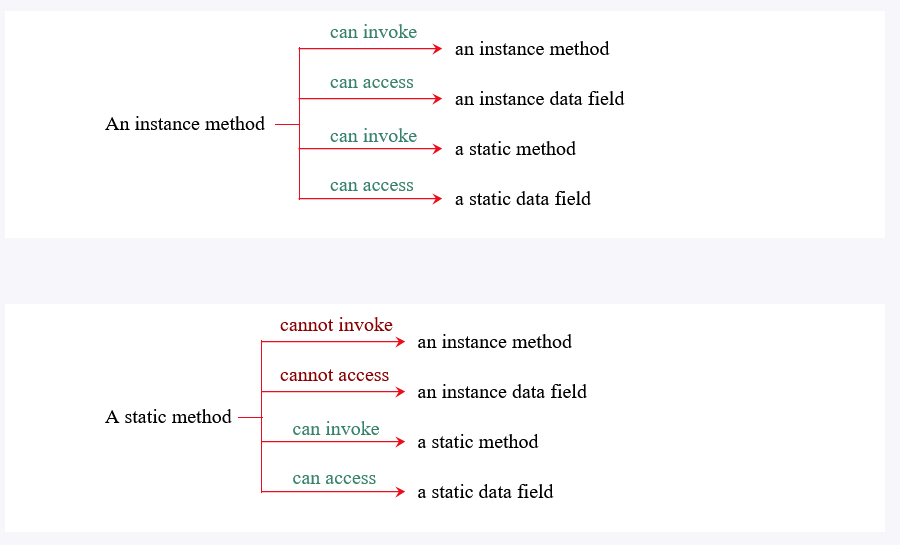 can invoke
an instance method
can access
an instance data field
An instance method
can invoke
a static method
can access
a static data field
cannot invoke
an instance method
cannot access
an instance data field
A static method
can invoke
a static method
can access
a static data field